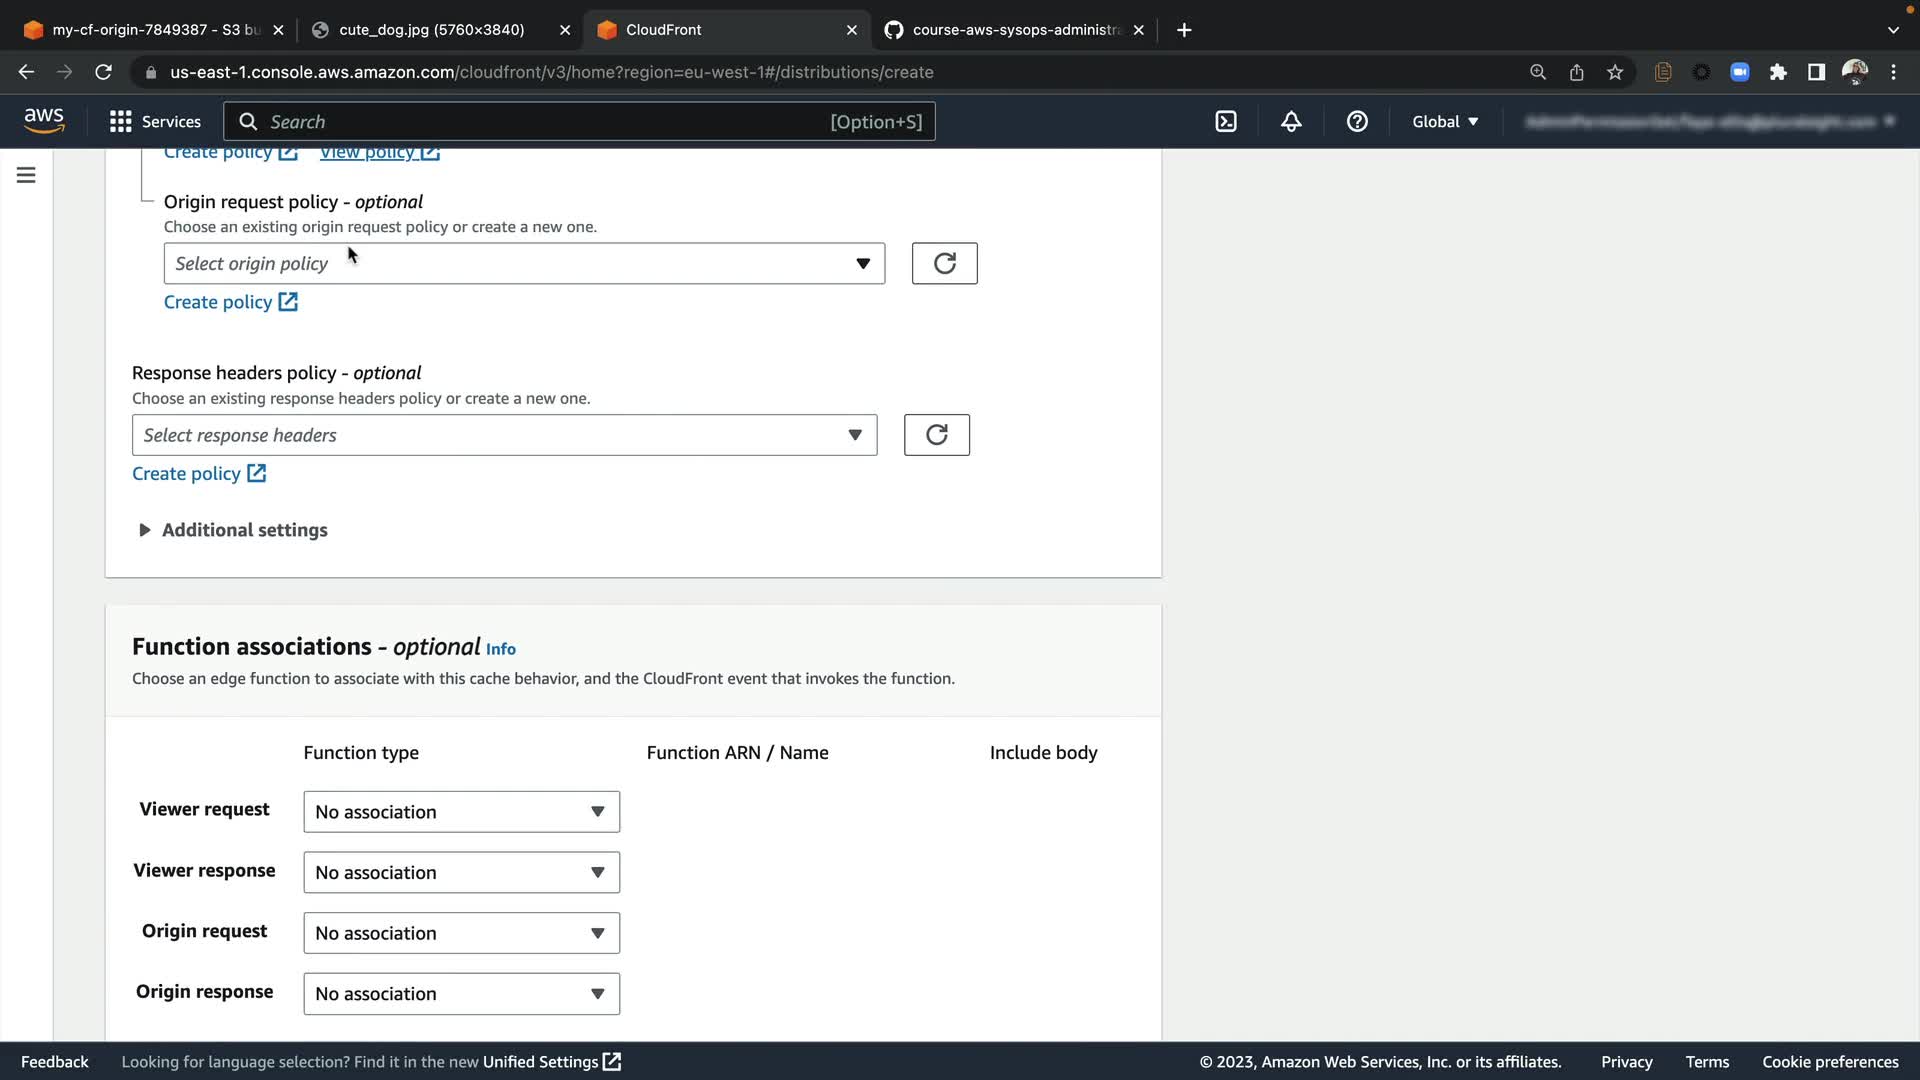 my-cf-origin-7849387 - S3 bu
cute_dog.jpg (5760×3840)
CloudFront
course-aws-sysops-administra
us-east-1.console.aws.amazon.com/cloudfront/v3/home?region=eu-west-1#/distributions/create
aws
Services
Search
[Option+S]
Global
Create policy
View policy
Origin request policy - optional
Choose an existing origin request policy or create a new one.
Select origin policy
Create policy
Response headers policy - optional
Choose an existing response headers policy or create a new one.
Select response headers
Create policy
Additional settings
Function associations - optional Info
Choose an edge function to associate with this cache behavior, and the CloudFront event that invokes the function.
Function type
Function ARN / Name
Include body
Viewer request
No association
Viewer response
No association
Origin request
No association
Origin response
No association
Feedback
Looking for language selection? Find it in the new Unified Settings
© 2023, Amazon Web Services, Inc. or its affiliates.
Privacy
Terms
Cookie preferences